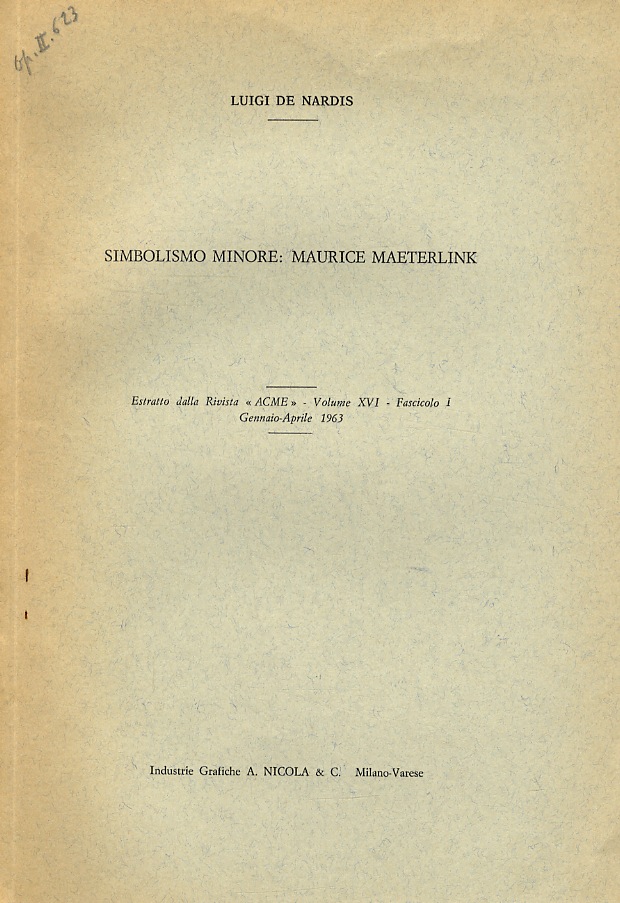 op. II. 623
LUIGI DE NARDIS
SIMBOLISMO MINORE: MAURICE MAETERLINK
Estratto dalla Rivista « ACME » - Volume XVI - Fascicolo I
Gennaio-Aprile 1963
Industrie Grafiche A. NICOLA & C. Milano-Varese